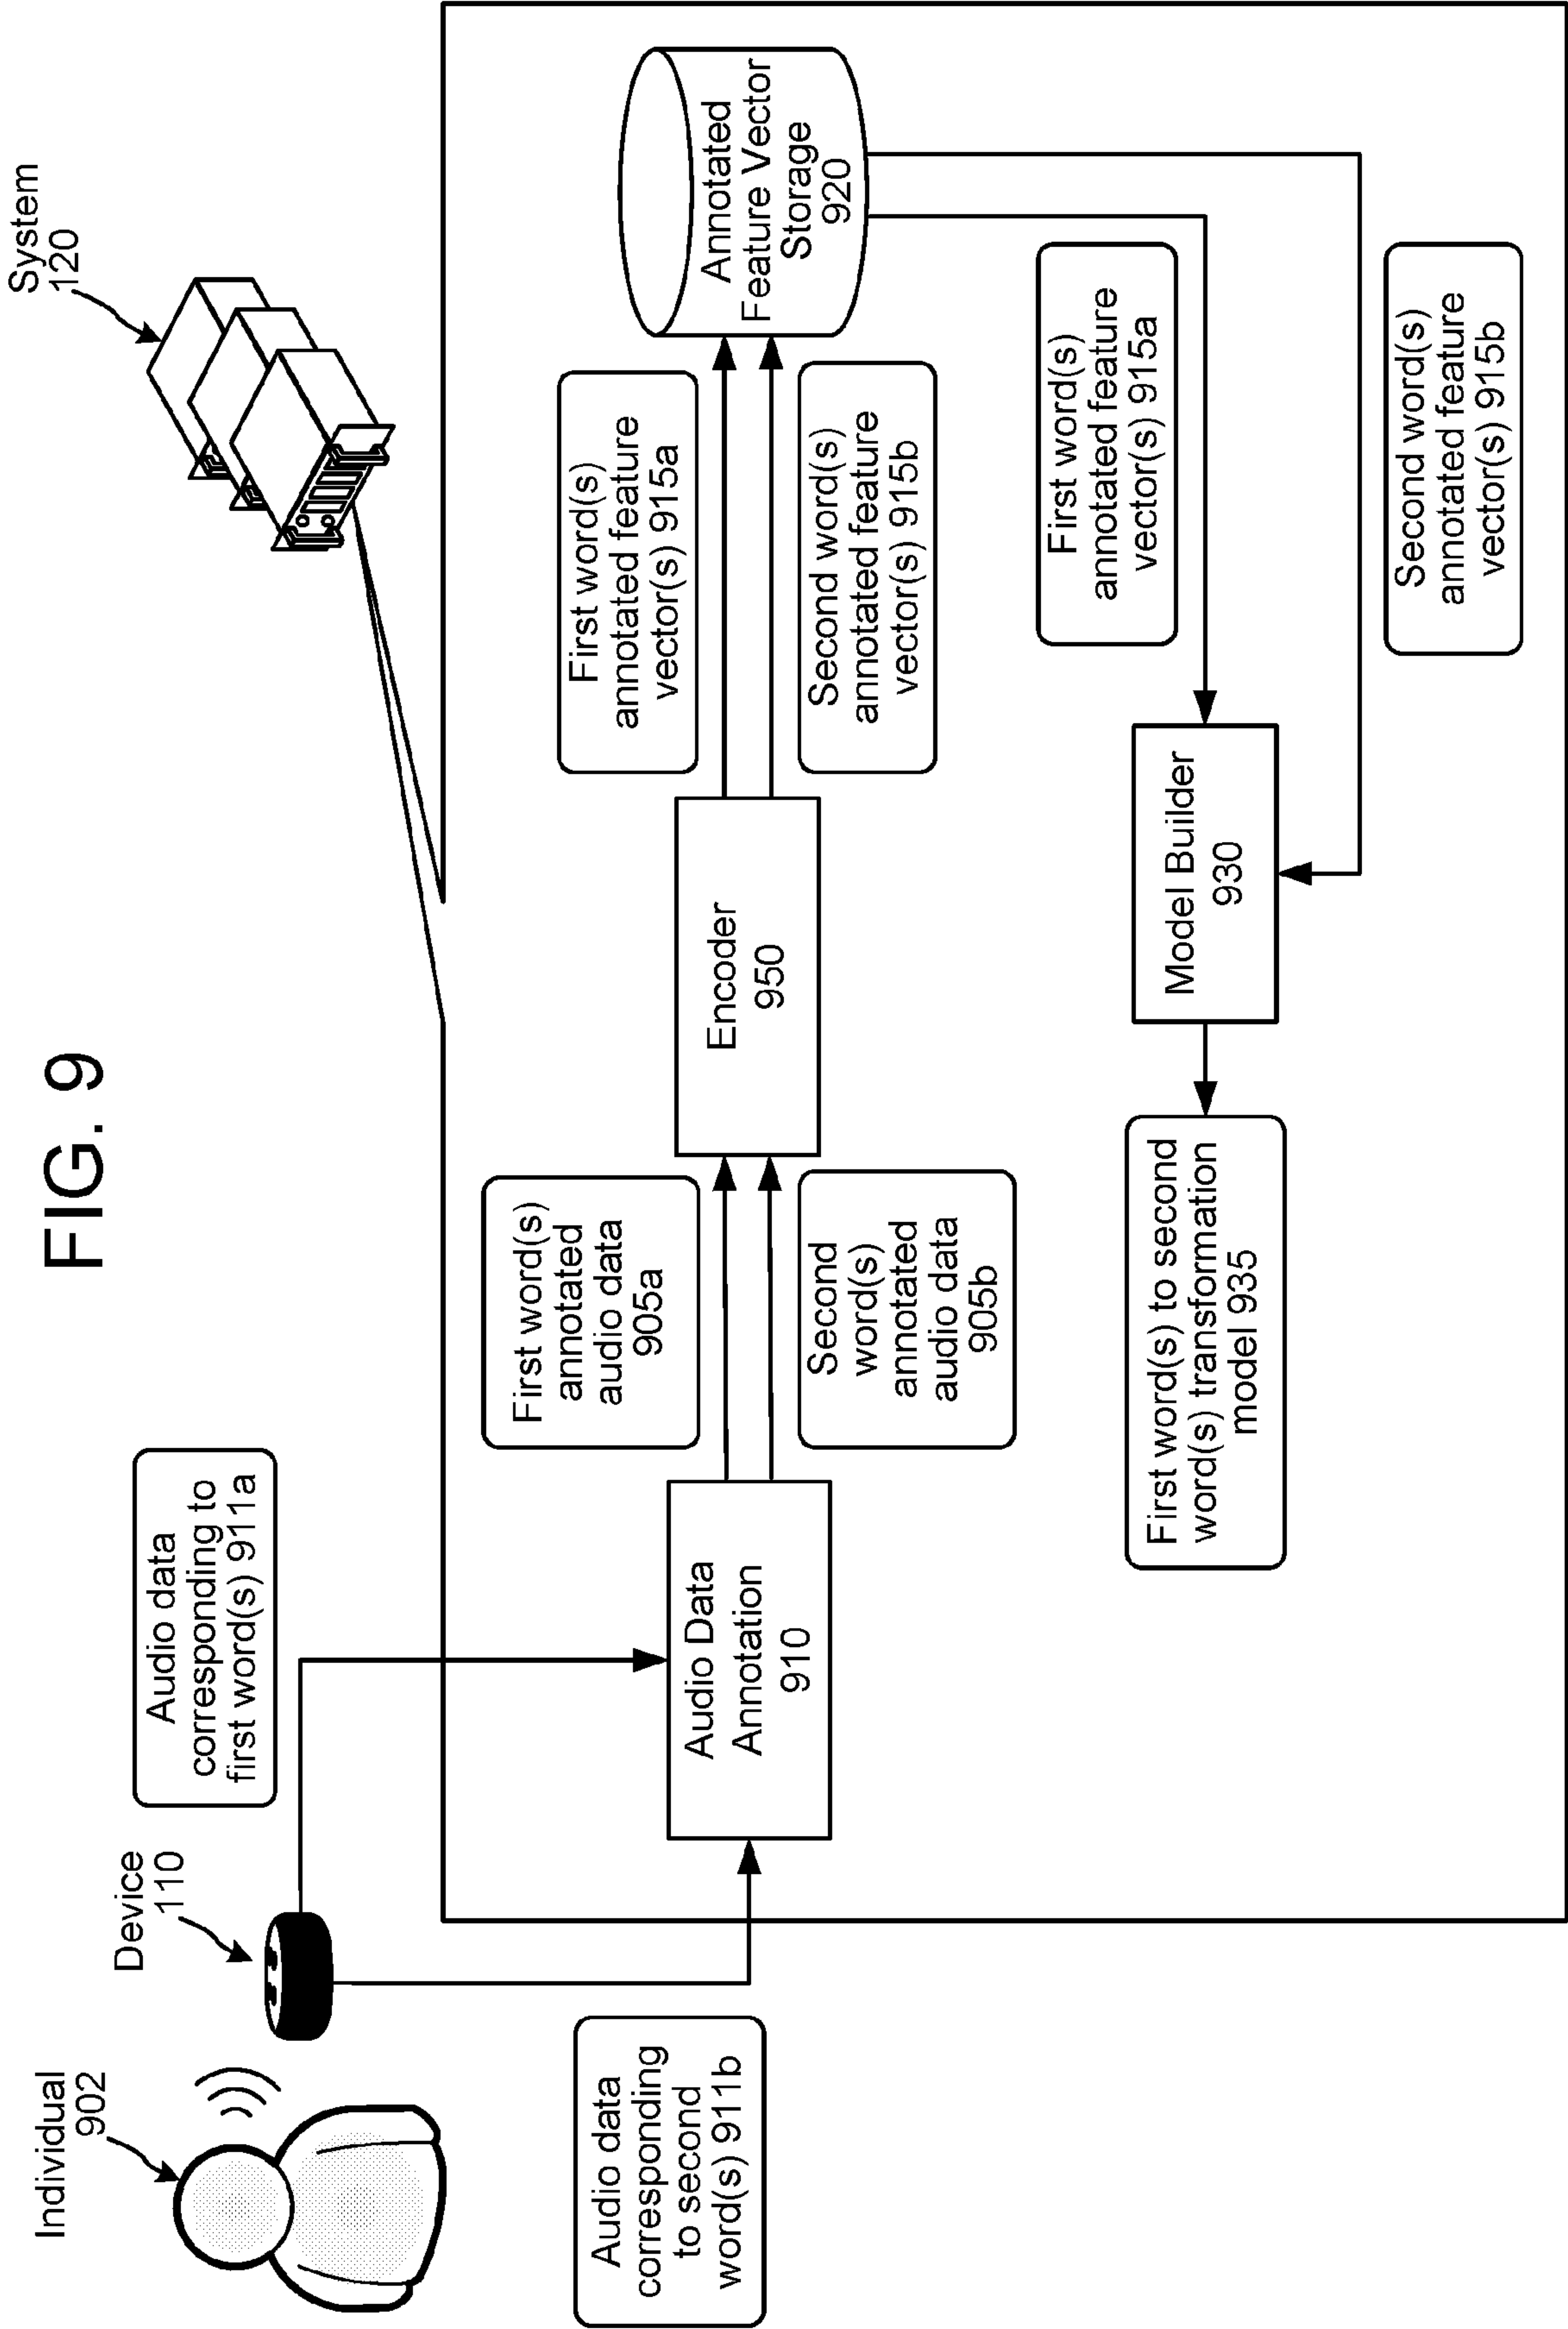 FIG. 9
System
120
Individual
902
Device
110
Audio data
corresponding to
first word(s) 911a
Audio data
corresponding
to second
word(s) 911b
Audio Data
Annotation
910
First word(s)
annotated
audio data
905a
Second
word(s)
annotated
audio data
905b
Encoder
950
First word(s)
annotated feature
vector(s) 915a
Second word(s)
annotated feature
vector(s) 915b
Annotated
Feature Vector
Storage
920
First word(s)
annotated feature
vector(s) 915a
Second word(s)
annotated feature
vector(s) 915b
Model Builder
930
First word(s) to second
word(s) transformation
model 935